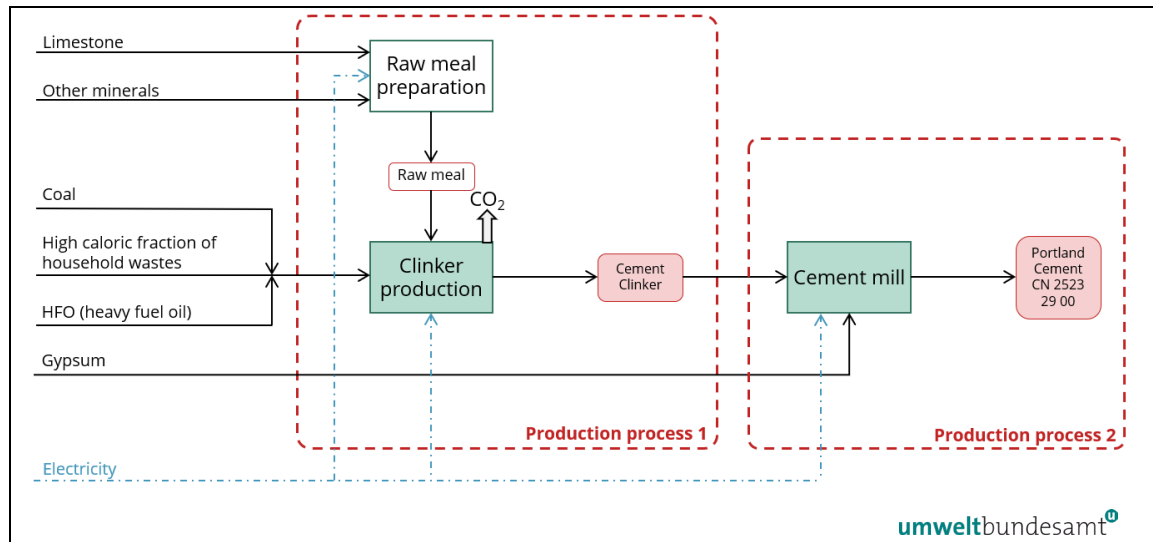 Limestone
Other minerals
Raw meal
preparation
Raw meal
CO₂
Coal
High caloric fraction of
household wastes
HFO (heavy fuel oil)
Gypsum
Clinker
production
Cement
Clinker
Cement mill
Portland
Cement
CN 2523
29 00
Production process 1
Production process 2
Electricity
umweltbundesamt
u